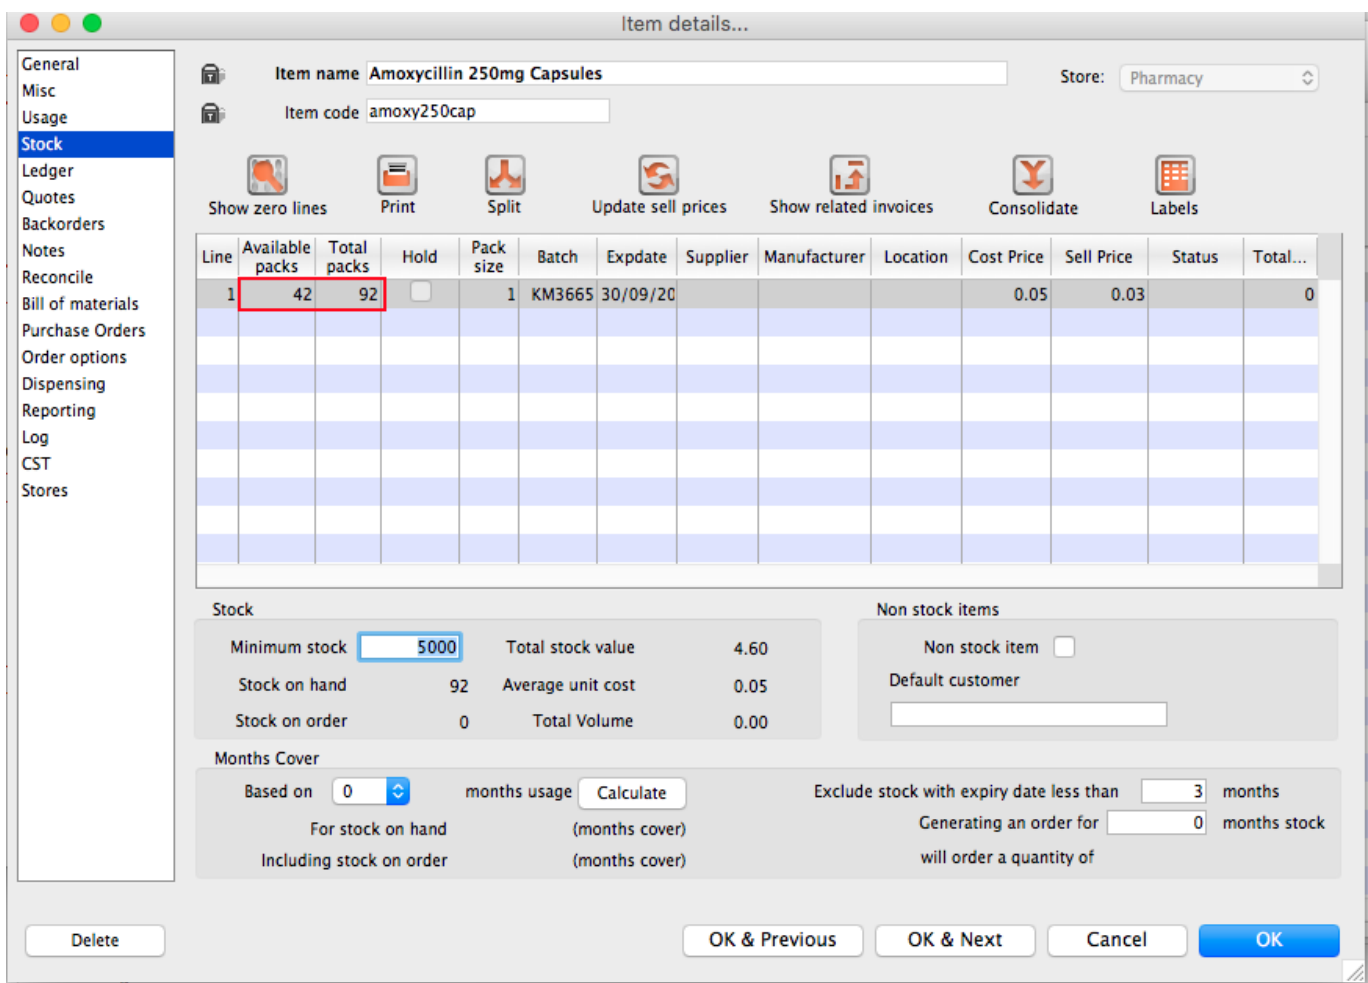 Item details...
General
Misc
Usage
Stock
Ledger
Quotes
Backorders
Notes
Reconcile
Bill of materials
Purchase Orders
Order options
Dispensing
Reporting
Log
CST
Stores
Item name Amoxycillin 250mg Capsules
Store: Pharmacy
Item code amoxy250cap
Show zero lines Print Split Update sell prices Show related invoices Consolidate Labels
Line Available packs Total packs Hold Pack size Batch Expdate Supplier Manufacturer Location Cost Price Sell Price Status Total...
1 42 92 1 KM3665 30/09/20 0.05 0.03 0
Stock
Minimum stock 5000 Total stock value 4.60
Stock on hand 92 Average unit cost 0.05
Stock on order 0 Total Volume 0.00
Non stock items
Non stock item
Default customer
Months Cover
Based on 0 months usage Calculate Exclude stock with expiry date less than 3 months
For stock on hand (months cover) Generating an order for 0 months stock
Including stock on order (months cover) will order a quantity of
Delete OK & Previous OK & Next Cancel OK